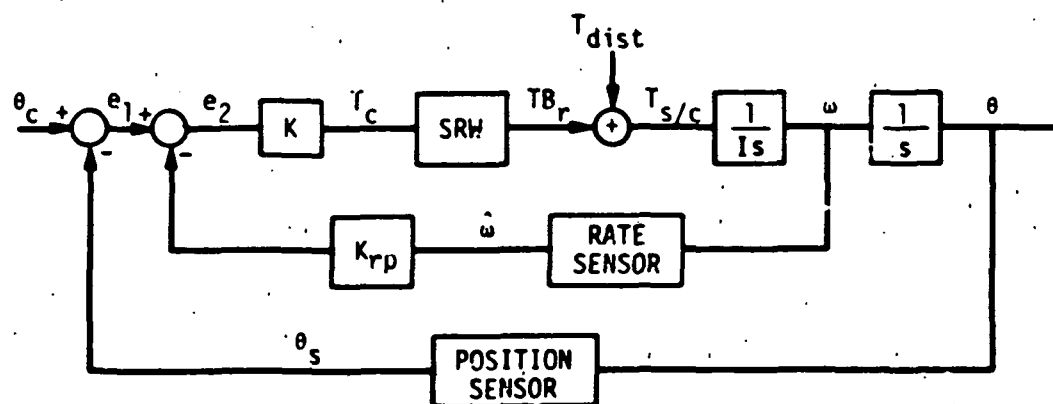 T_dist
θ_c + e_1 + e_2 K T_c SRW TB_r + T_s/c 1/Is ω 1/s θ
- -
K_rp ω̂ RATE SENSOR
θ_s POSITION SENSOR